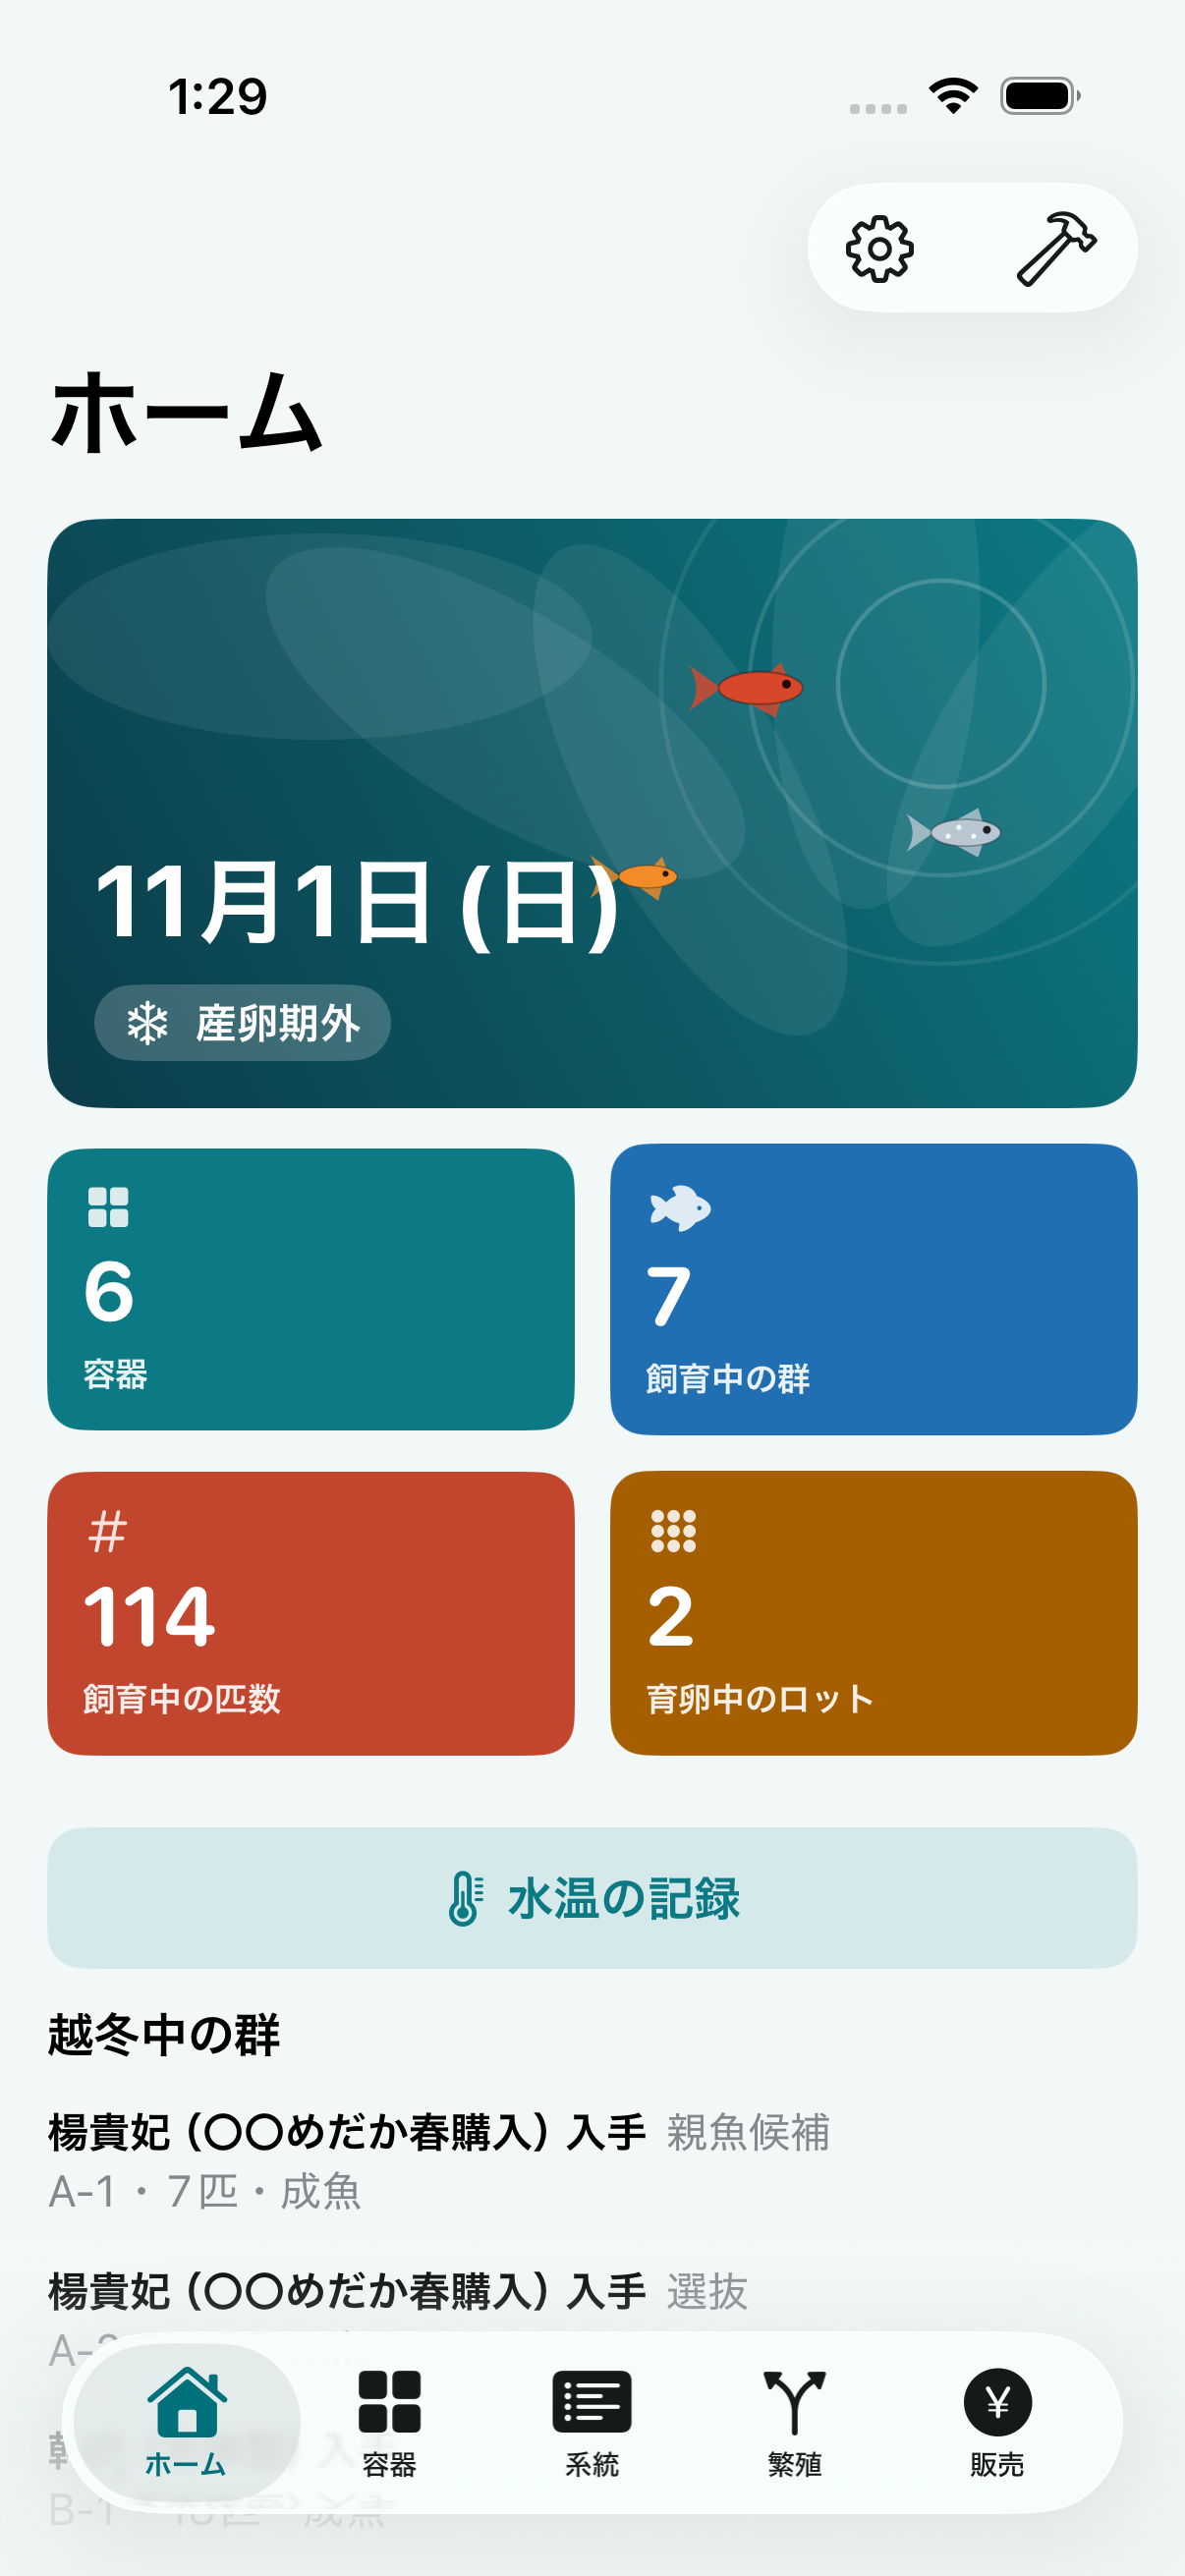 1:29
ホーム
11月1日 (日)
産卵期外
6
容器
7
飼育中の群
114
飼育中の匹数
2
育卵中のロット
水温の記録
越冬中の群
楊貴妃（〇〇めだか春購入）入手 親魚候補
A-1・7匹・成魚
楊貴妃（〇〇めだか春購入）入手 選抜
A-
入手
B-1 成魚
ホーム
容器
系統
繁殖
販売